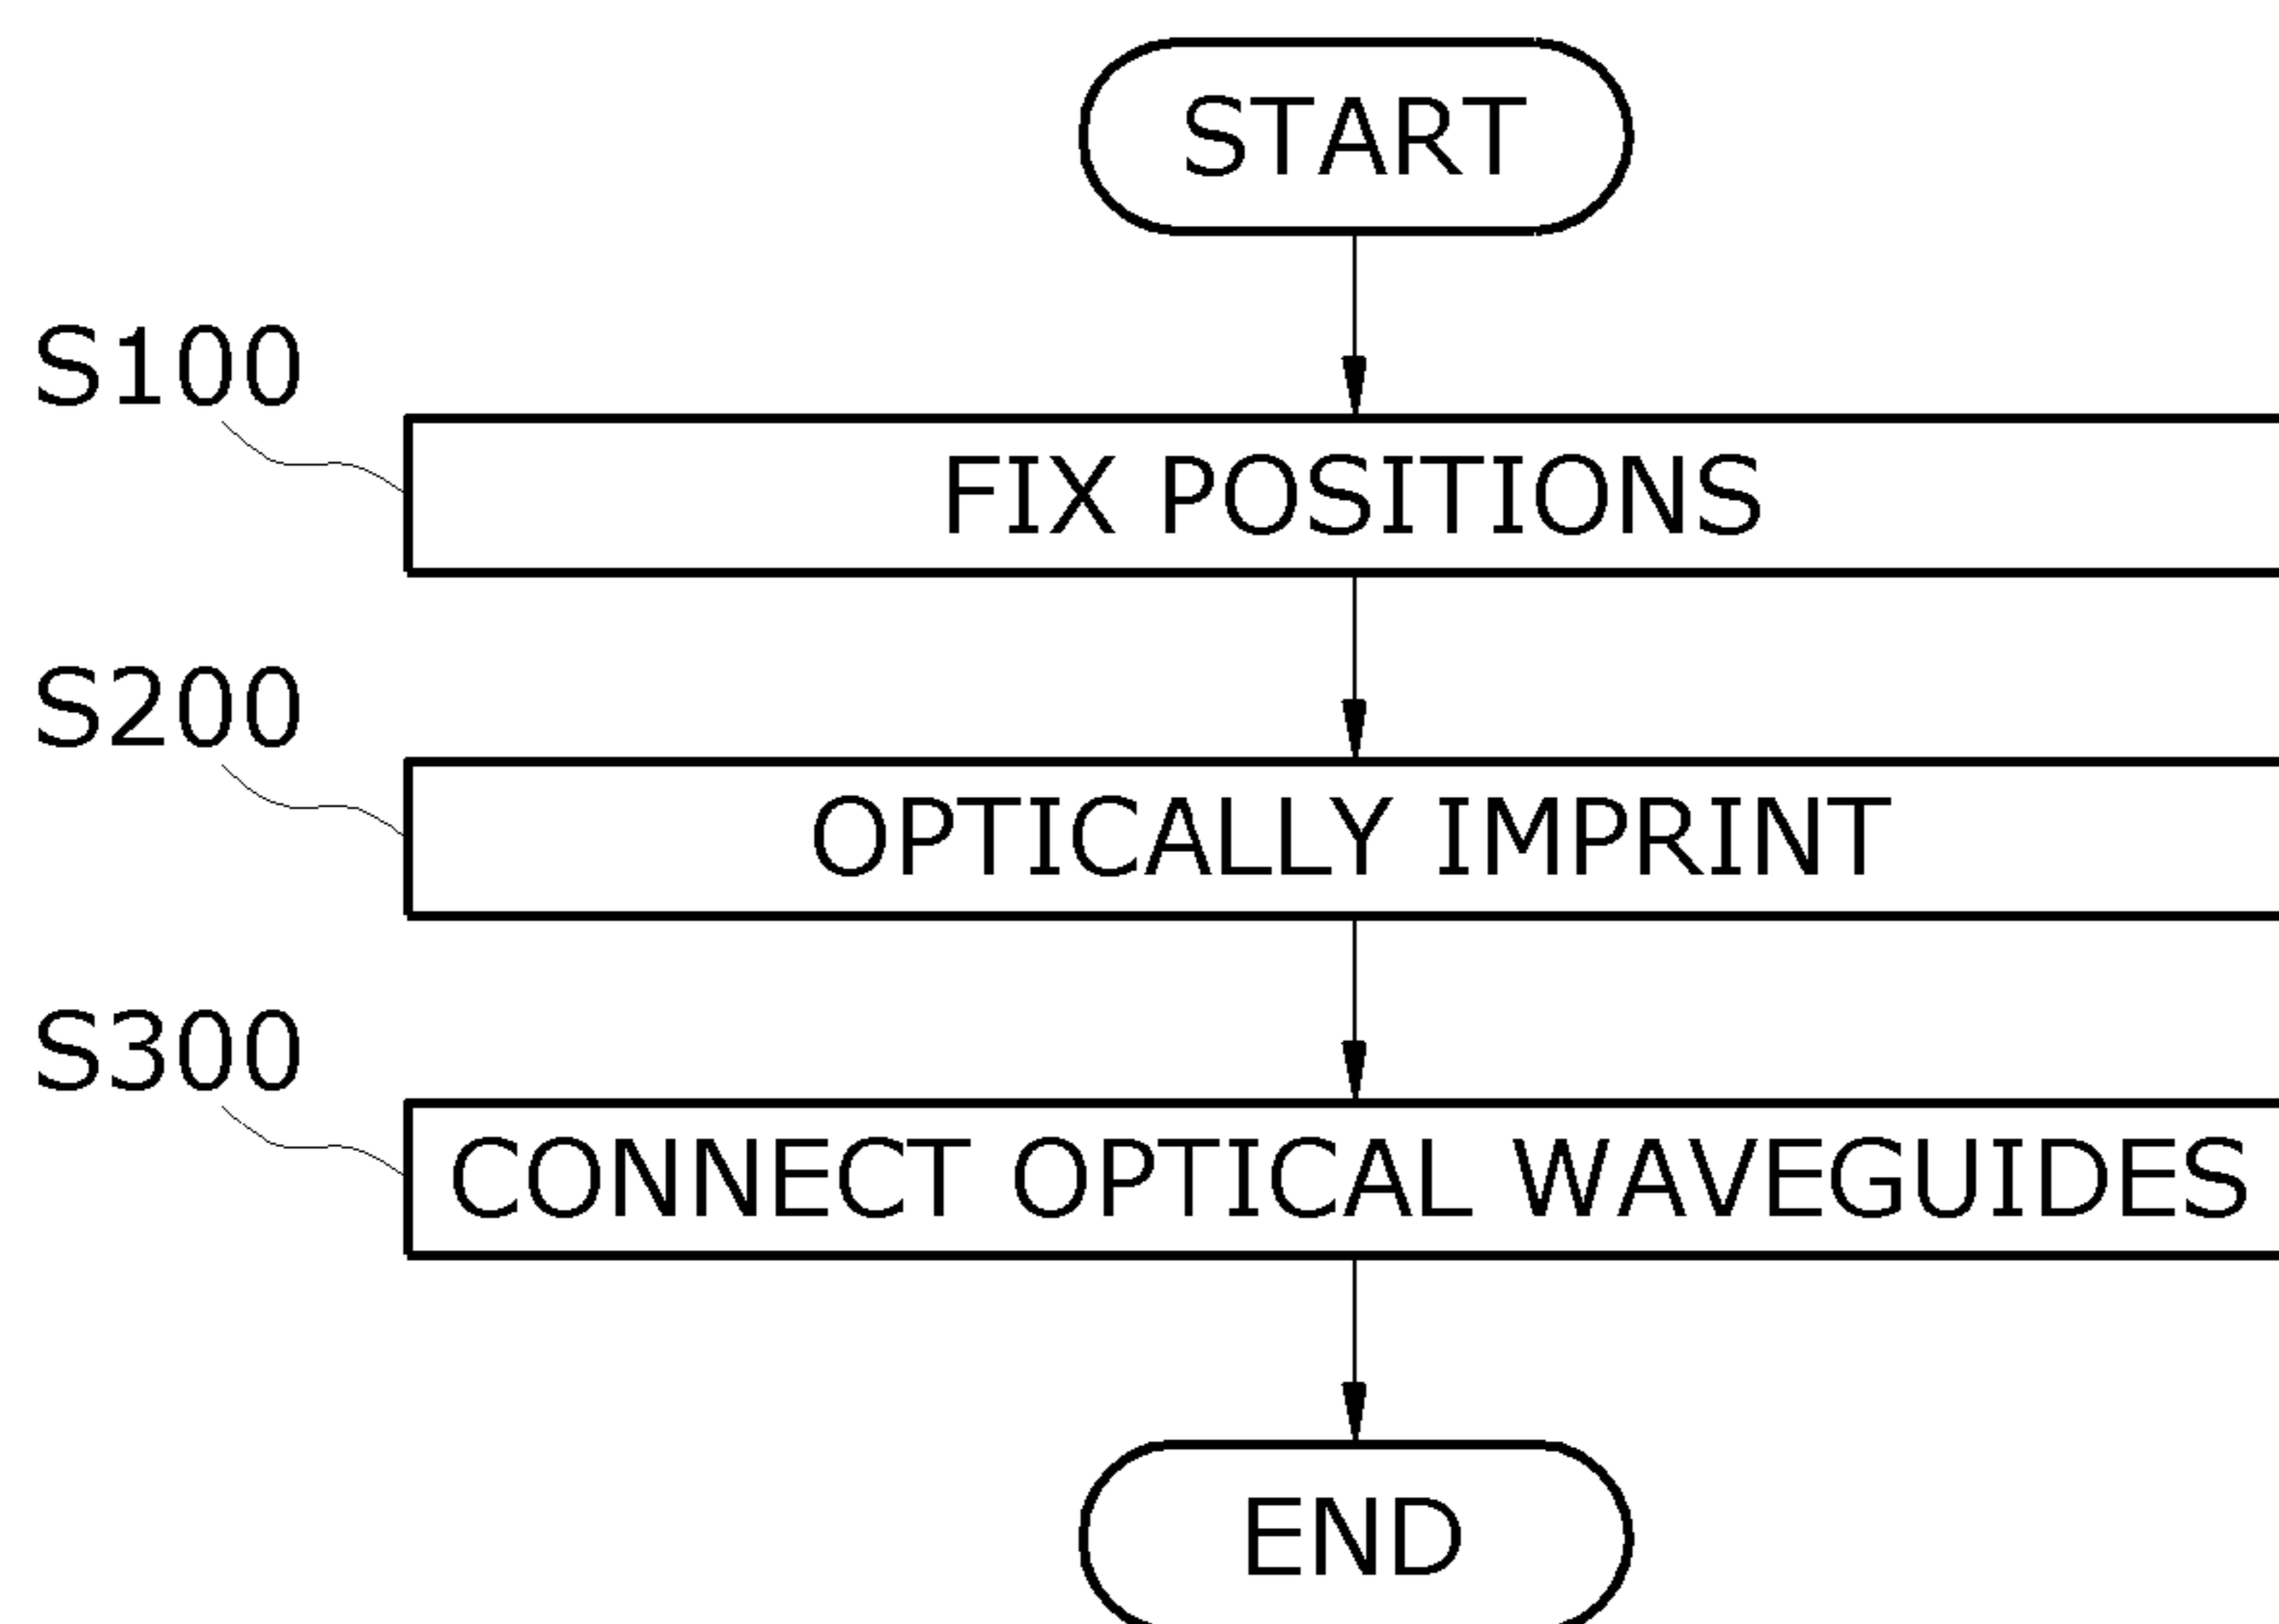 START
S100
FIX POSITIONS
S200
OPTICALLY IMPRINT
S300
CONNECT OPTICAL WAVEGUIDES
END